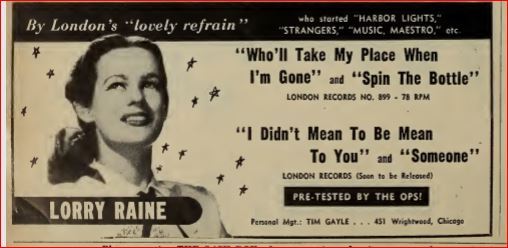 By London's "lovely refrain"
who started "HARBOR LIGHTS,"
"STRANGERS," "MUSIC, MAESTRO," etc.
"Who'll Take My Place When
I'm Gone" and "Spin The Bottle"
LONDON RECORDS NO. 899 - 78 RPM
"I Didn't Mean To Be Mean
To You" and "Someone"
LONDON RECORDS (Soon to be Released)
PRE-TESTED BY THE OPS!
LORRY RAINE
Personal Mgt.: TIM GAYLE . . . 451 Wrightwood, Chicago